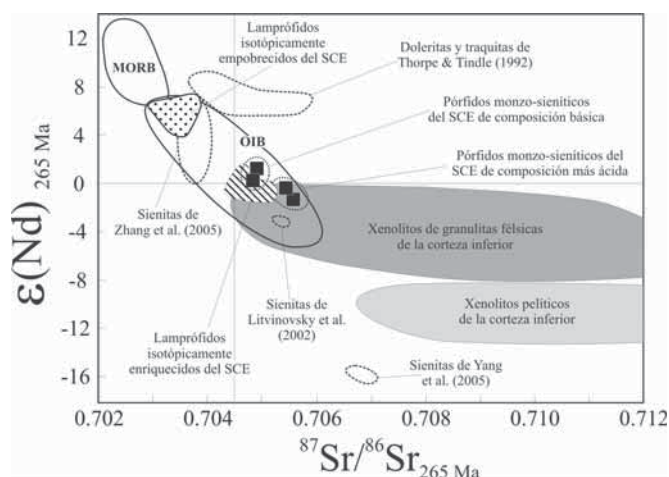 12
8
4
0
-4
-8
-12
-16
ε(Nd) 265 Ma
MORB
Lamprófidos
isotópicamente
empobrecidos del SCE
Doleritas y traquitas de
Thorpe & Tindle (1992)
OIB
Pórfidos monzo-sieníticos
del SCE de composición básica
Pórfidos monzo-sieníticos del
SCE de composición más ácida
Sienitas de
Zhang et al. (2005)
Xenolitos de granulitas félsicas
de la corteza inferior
Sienitas de
Litvinovsky et al.
(2002)
Xenolitos pelíticos
de la corteza inferior
Lamprófidos
isotópicamente
enriquecidos del SCE
Sienitas de Yang
et al. (2005)
0.702
0.704
0.706
0.708
0.710
0.712
87Sr/86Sr265 Ma